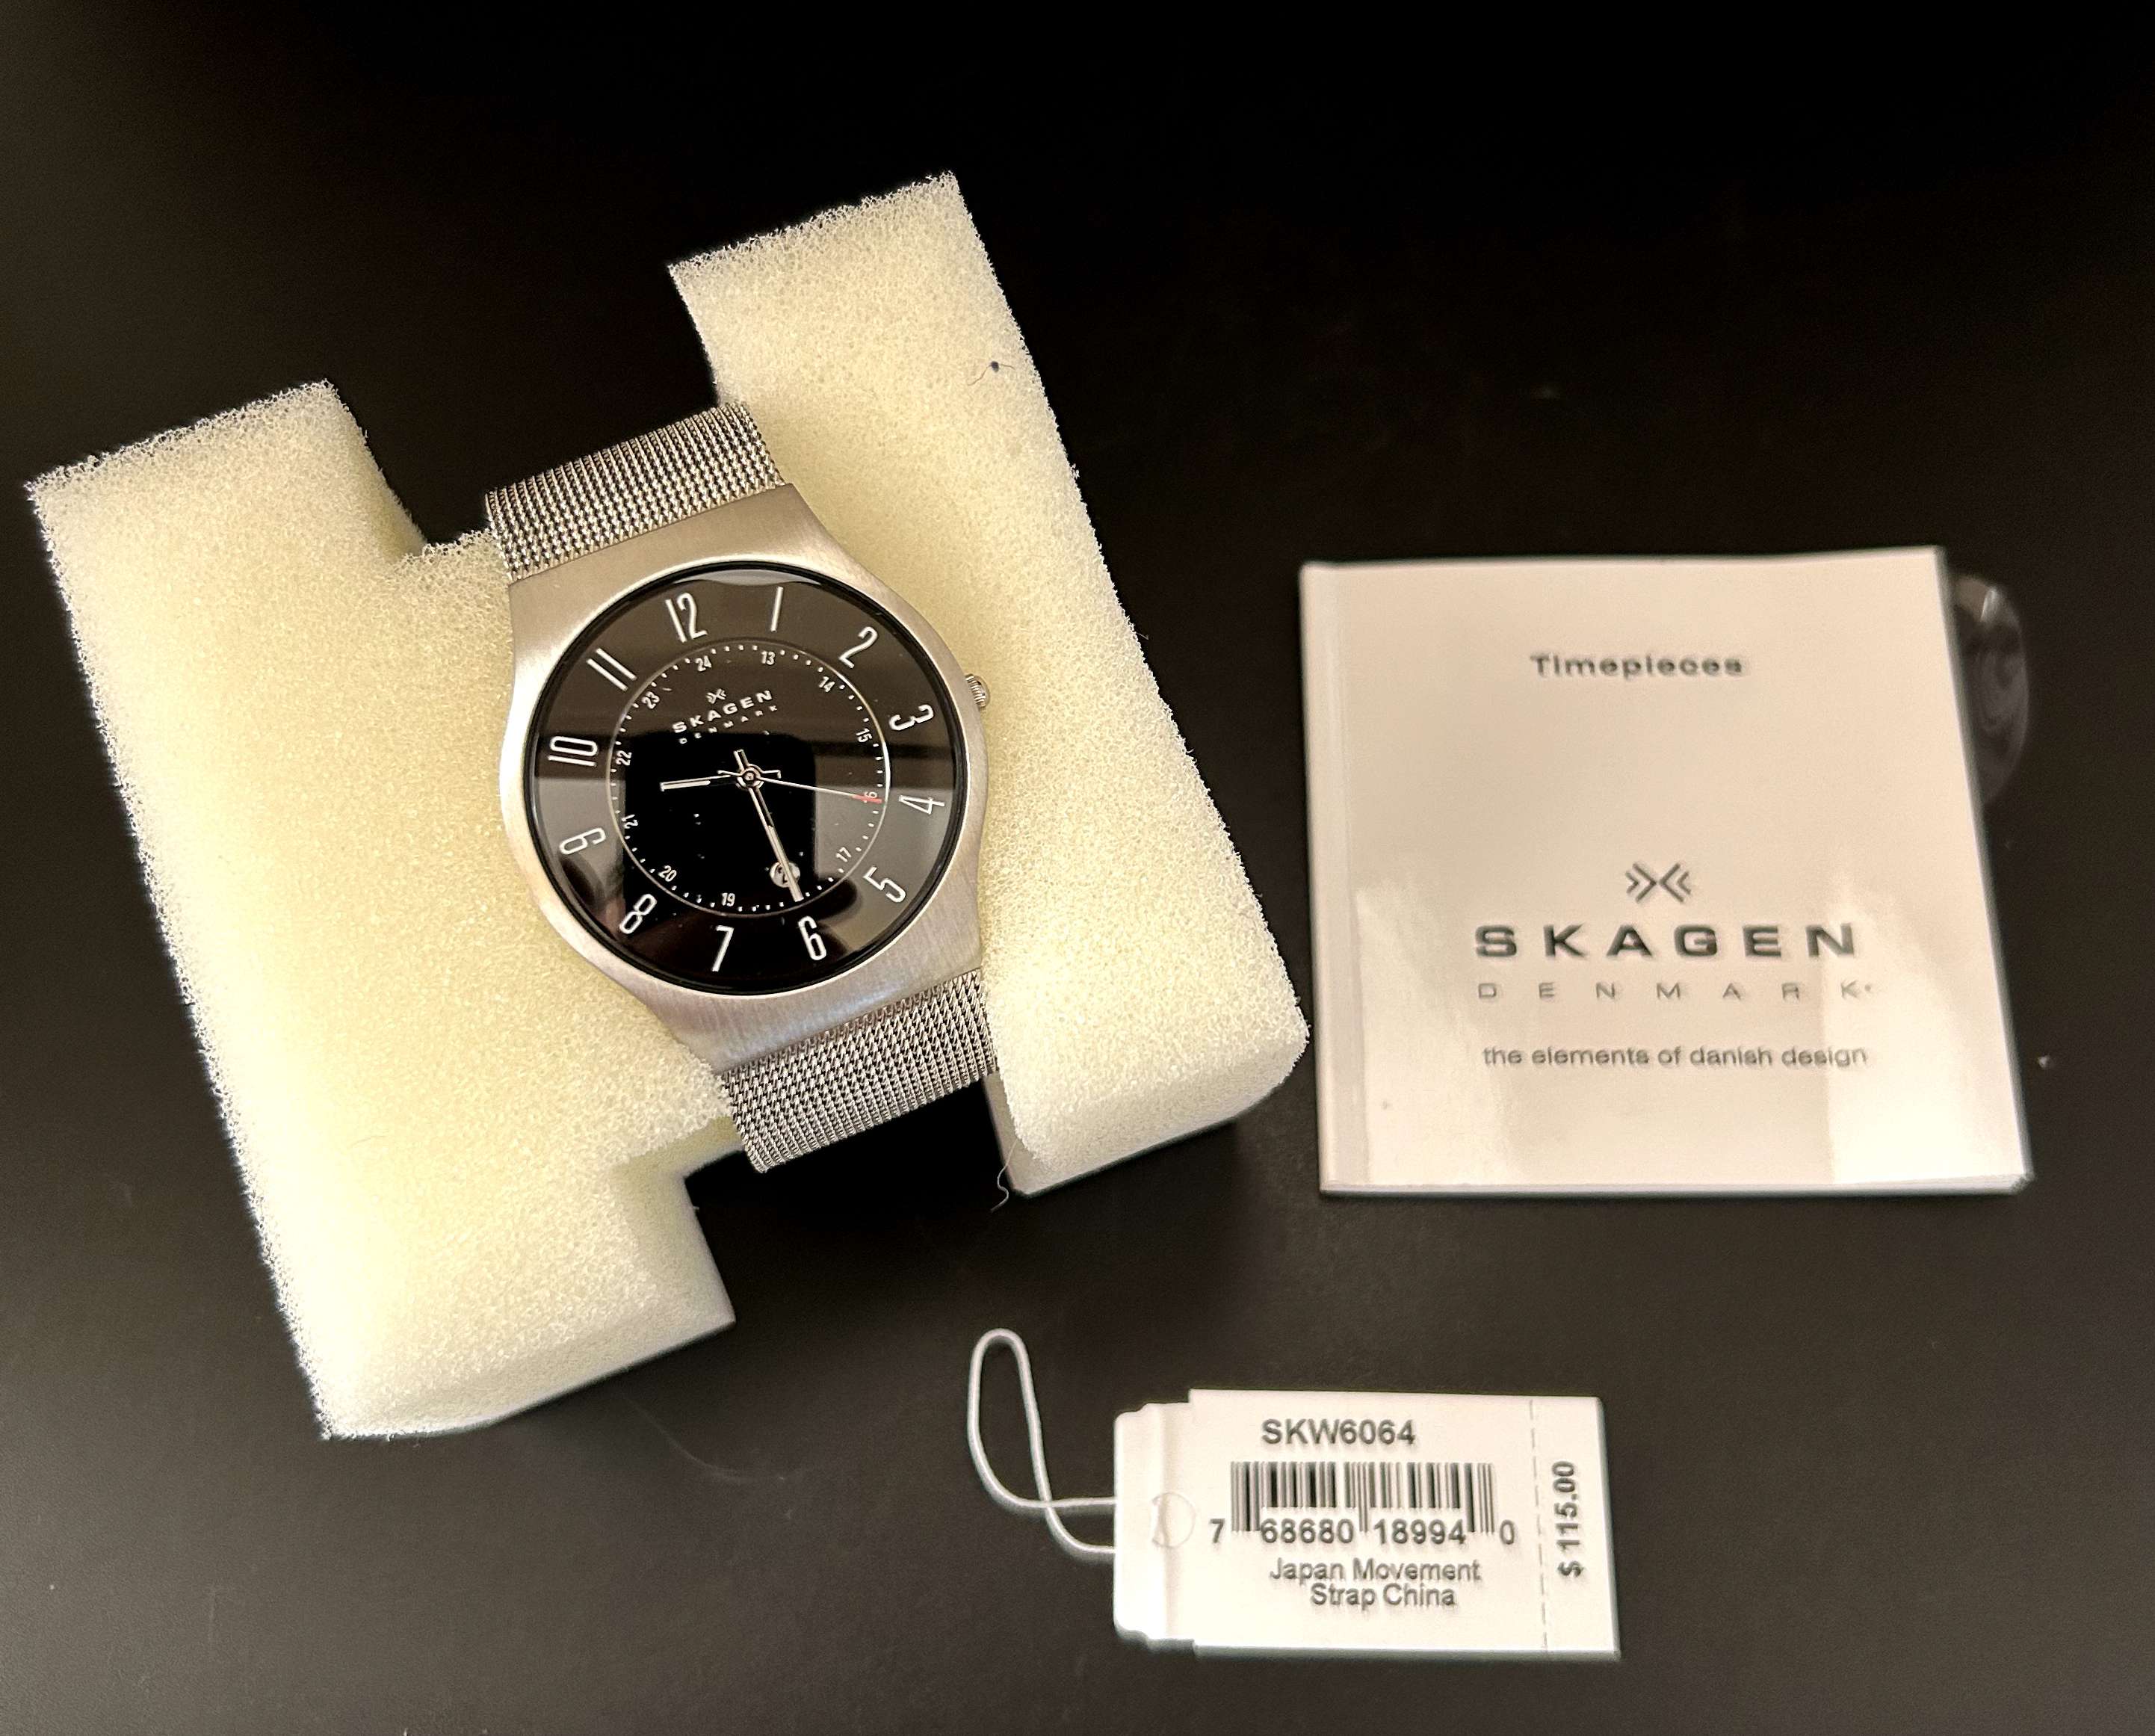 12
1
2
3
4
5
6
7
8
9
10
11
24
13
14
15
16
17
19
20
21
22
23
SKAGEN
DENMARK
Timepieces
SKAGEN
DENMARK
the elements of danish design
SKW6064
7 68680 18994 0
Japan Movement
Strap China
$115.00